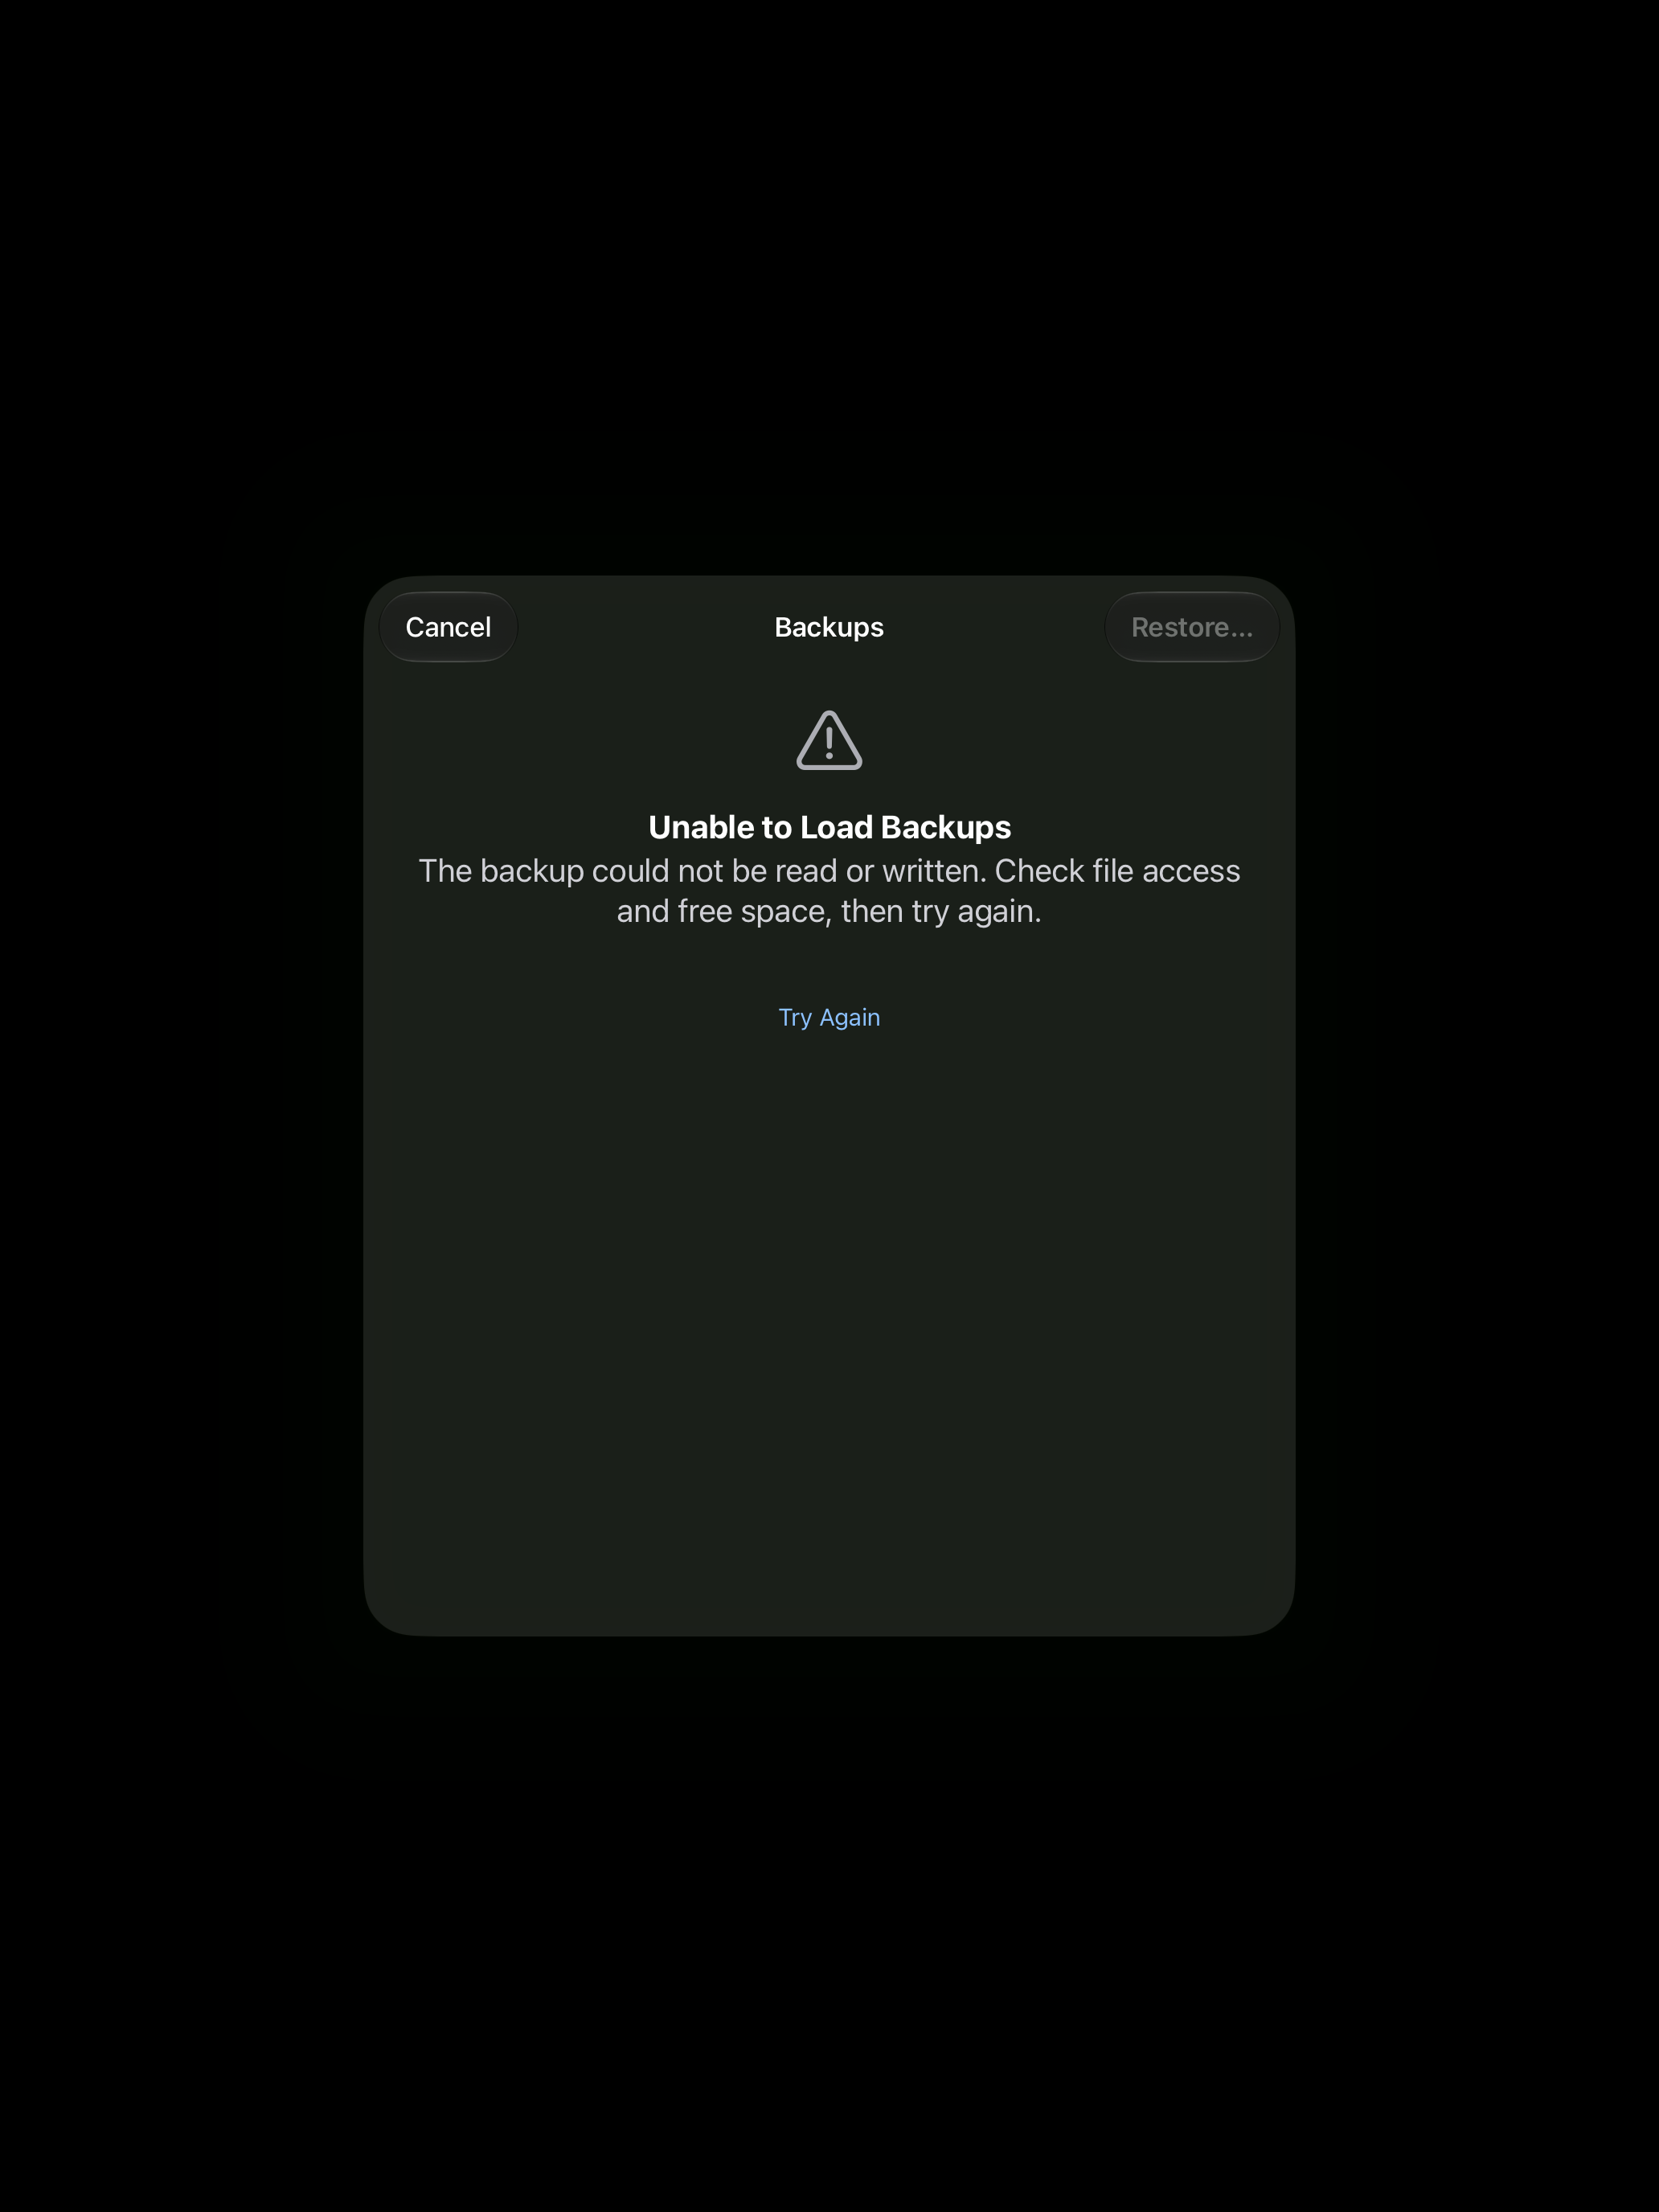 Cancel
Backups
Restore...
Unable to Load Backups
The backup could not be read or written. Check file access
and free space, then try again.
Try Again